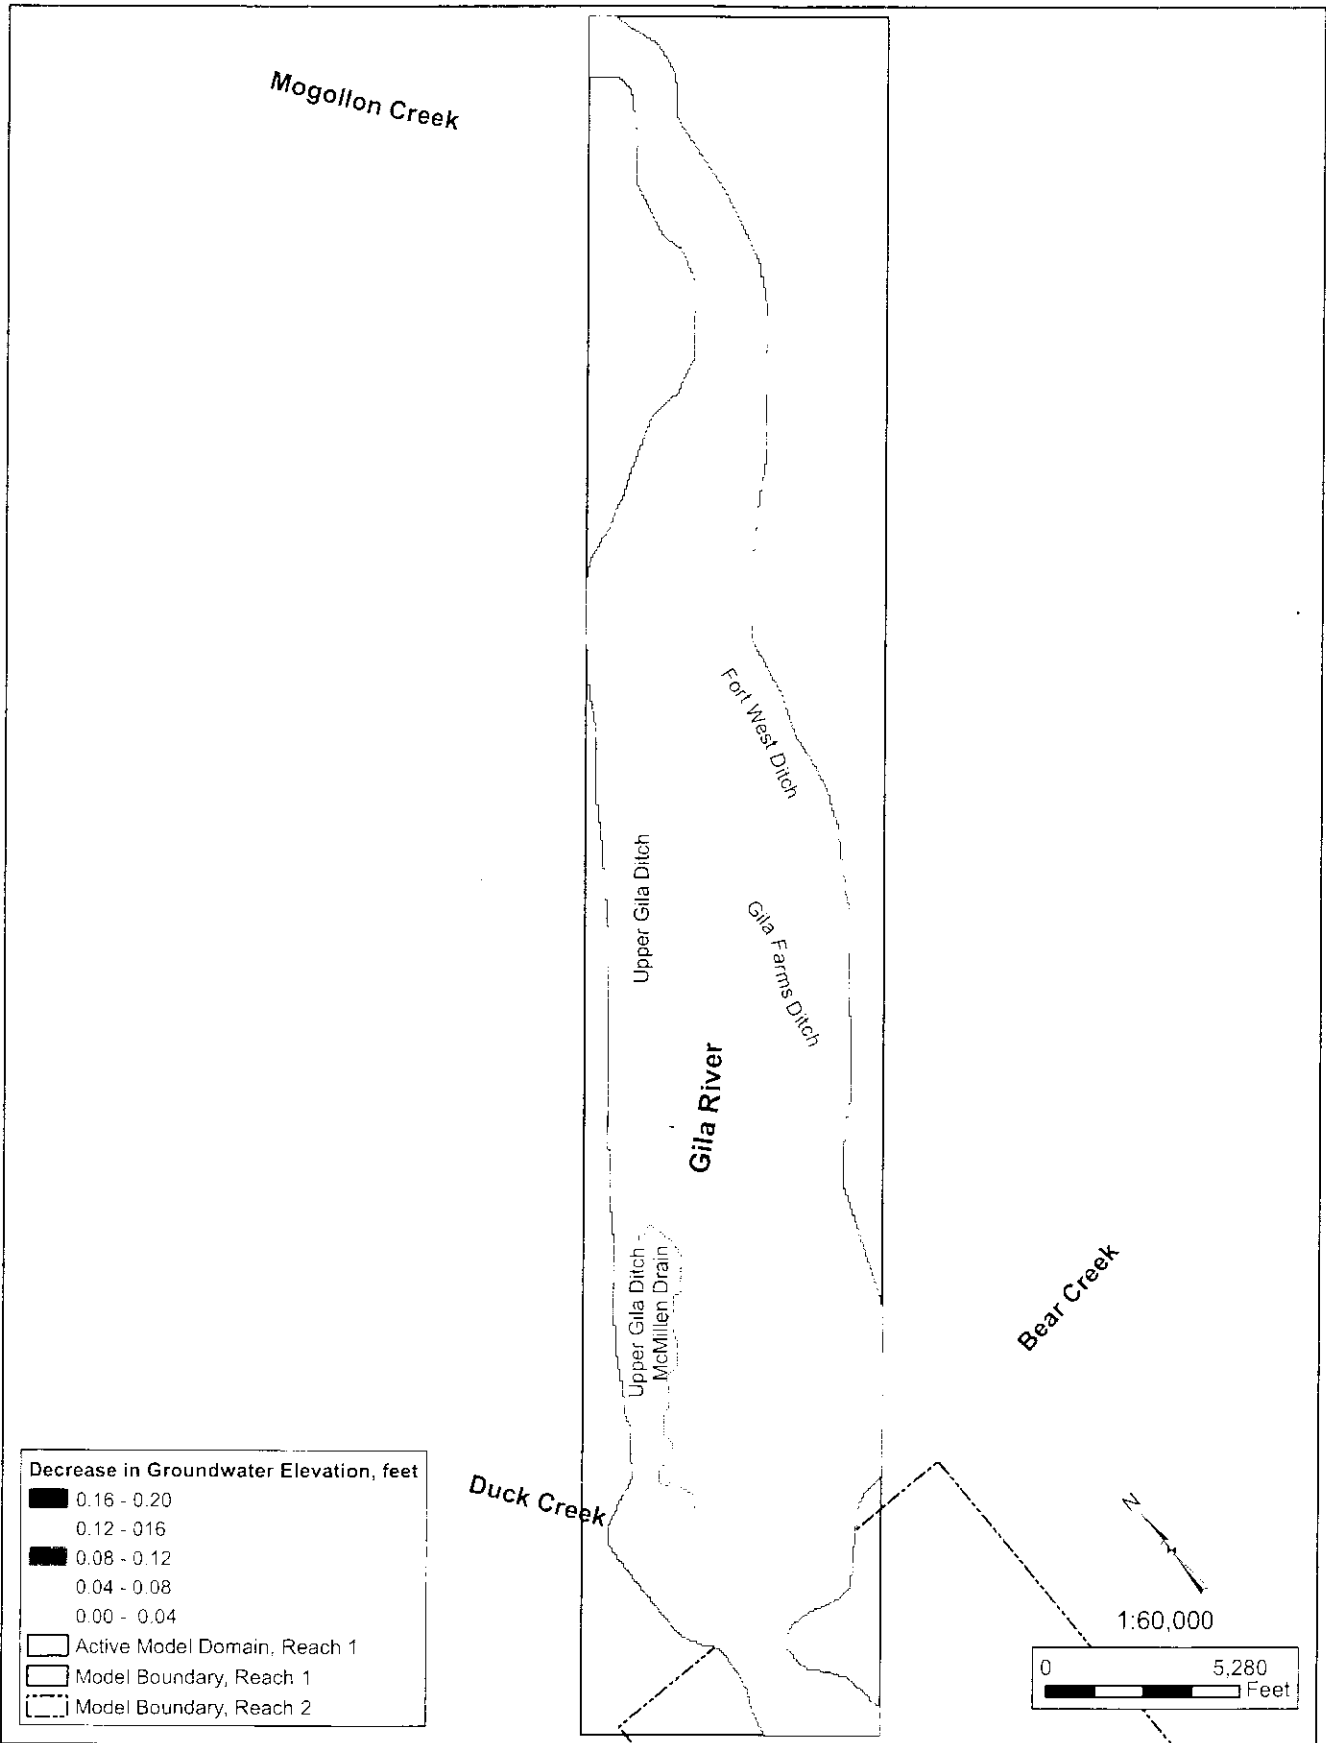 Mogollon Creek
Fort West Ditch
Upper Gila Ditch
Gila Farms Ditch
Gila River
Upper Gila Ditch
McMillen Drain
Bear Creek
Duck Creek
Decrease in Groundwater Elevation, feet
0.16 - 0.20
0.12 - 016
0.08 - 0.12
0.04 - 0.08
0.00 - 0.04
Active Model Domain, Reach 1
Model Boundary, Reach 1
Model Boundary, Reach 2
N
1:60,000
0 5,280
Feet